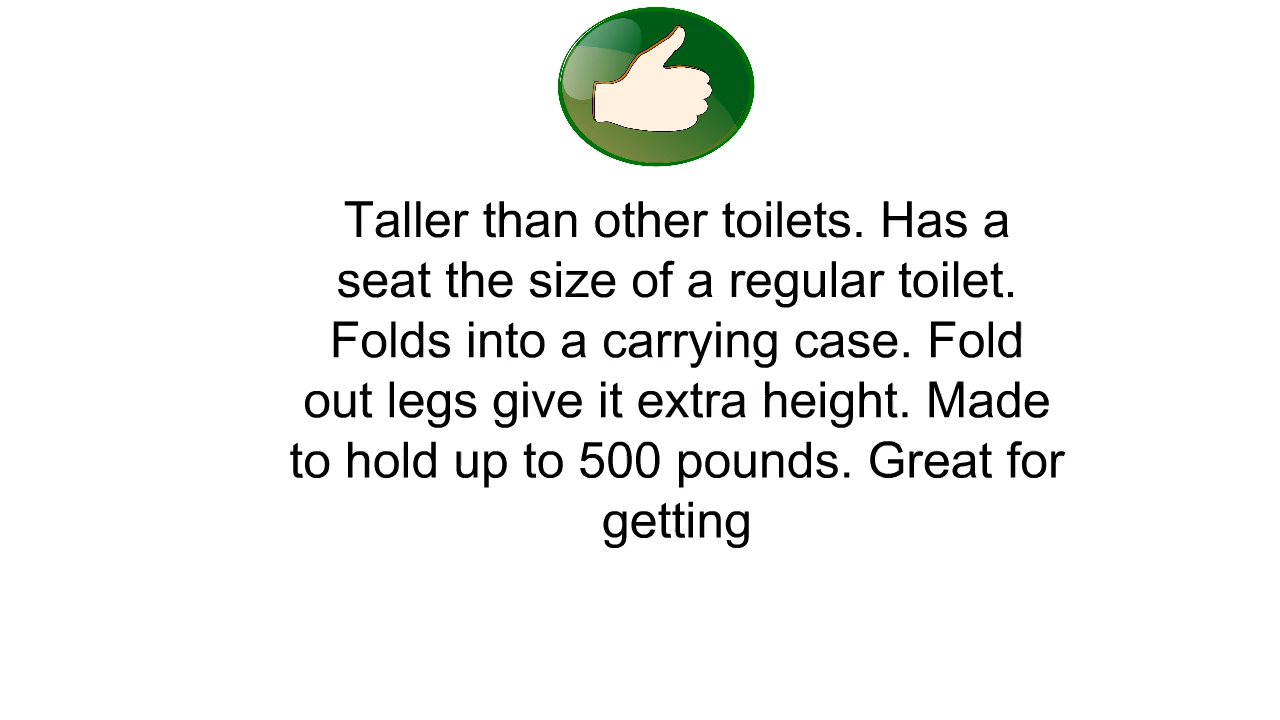 Taller than other toilets. Has a
seat the size of a regular toilet.
Folds into a carrying case. Fold
out legs give it extra height. Made
to hold up to 500 pounds. Great for
getting